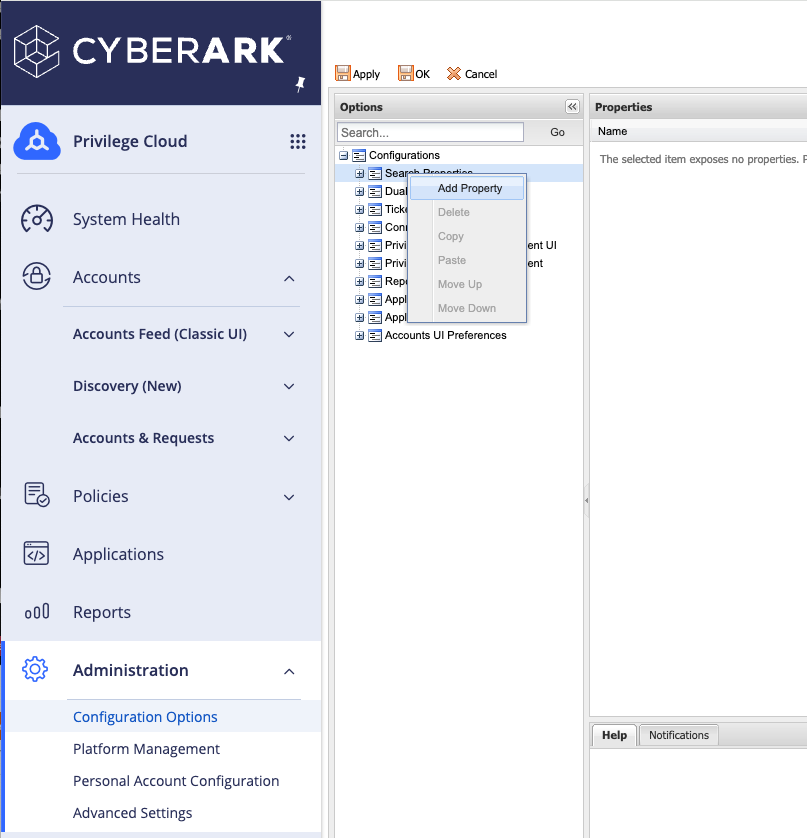 CYBERARK®
Privilege Cloud
System Health
Accounts
Accounts Feed (Classic UI)
Discovery (New)
Accounts & Requests
Policies
Applications
Reports
Administration
Configuration Options
Platform Management
Personal Account Configuration
Advanced Settings
Apply OK Cancel
Options
Search... Go
Configurations
Search Properties
Dual
Ticke
Conn
Privi ent UI
Privi ent
Repo
Appl
Appl
Accounts UI Preferences
Add Property
Delete
Copy
Paste
Move Up
Move Down
Properties
Name
The selected item exposes no properties. P
Help Notifications